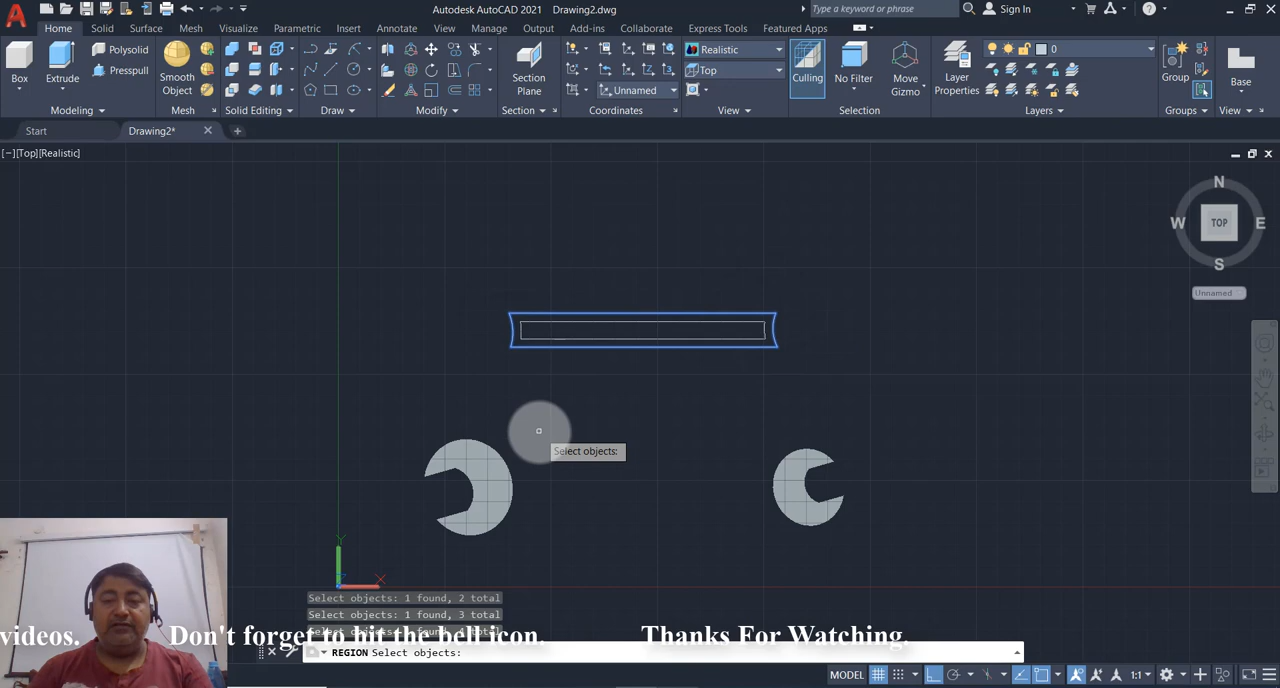 Autodesk AutoCAD 2021 Drawing2.dwg
Type a keyword or phrase
Sign In
Home Solid Surface Mesh Visualize Parametric Insert Annotate View Manage Output Add-ins Collaborate Express Tools Featured Apps
Box
Extrude
Polysolid
Presspull
Smooth
Object
Section
Plane
Unnamed
Realistic
Top
Culling
No Filter
Move
Gizmo
Layer
Properties
0
Group
Base
Modeling
Mesh
Solid Editing
Draw
Modify
Section
Coordinates
View
Selection
Layers
Groups
View
Start
Drawing2*
[−][Top][Realistic]
N
W
TOP
E
S
Unnamed
Select objects:
Y
X
Select objects: 1 found, 2 total
Select objects: 1 found, 3 total
videos. Don't forget to hit the bell icon. Thanks For Watching.
REGION Select objects:
MODEL
1:1